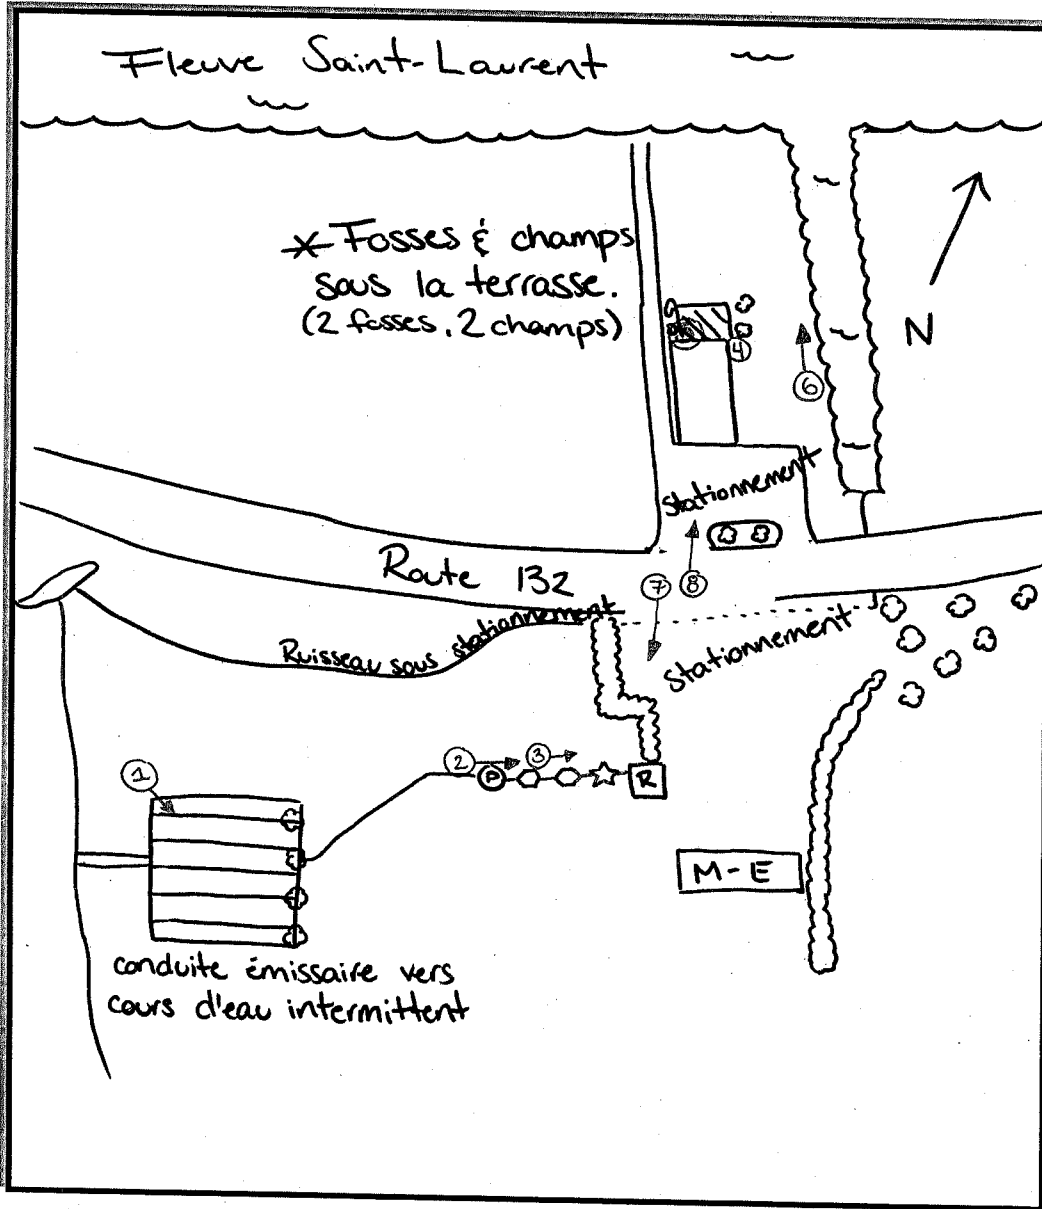 Fleuve Saint-Laurent
* Fosses & champs
sous la terrasse.
(2 fosses, 2 champs)
4
6
N
Stationnement
Route 132
7
8
Ruisseau sous stationnement
Stationnement
1
2
3
P
R
M-E
conduite émissaire vers
cours d'eau intermittent